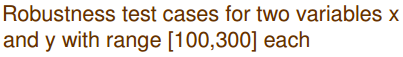 Robustness test cases for two variables x
and y with range [100,300] each